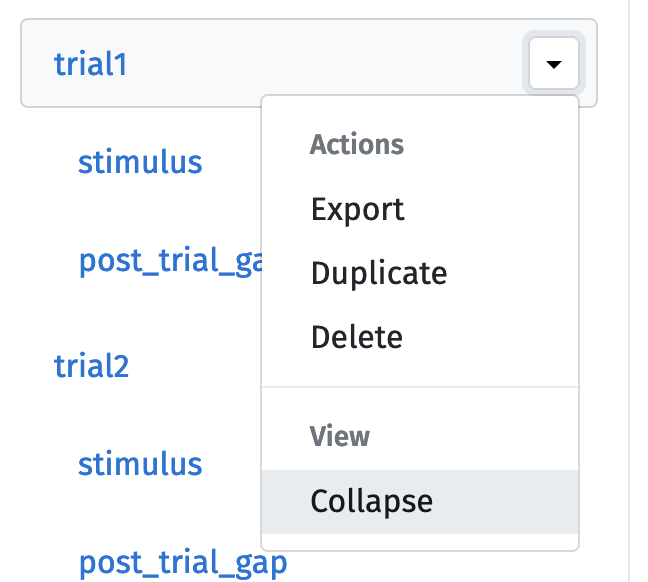 trial1
Actions
stimulus
Export
post_trial_ga
Duplicate
Delete
trial2
View
stimulus
Collapse
post_trial_gap